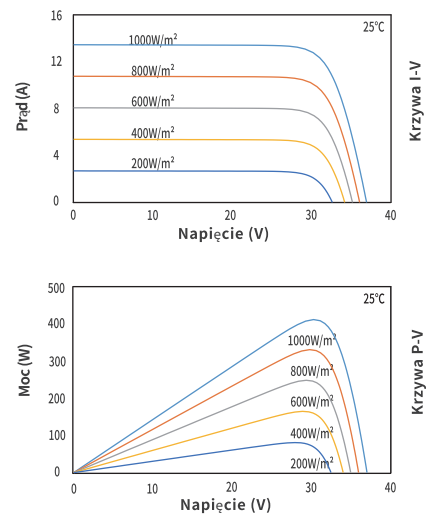 16
25°C
1000W/m²
12
800W/m²
Prąd (A)
600W/m²
8
Krzywa I-V
400W/m²
4
200W/m²
0
0 10 20 30 40
Napięcie (V)
500
25°C
400
1000W/m²
300
800W/m²
Moc (W)
600W/m²
200
Krzywa P-V
400W/m²
100
200W/m²
0
0 10 20 30 40
Napięcie (V)